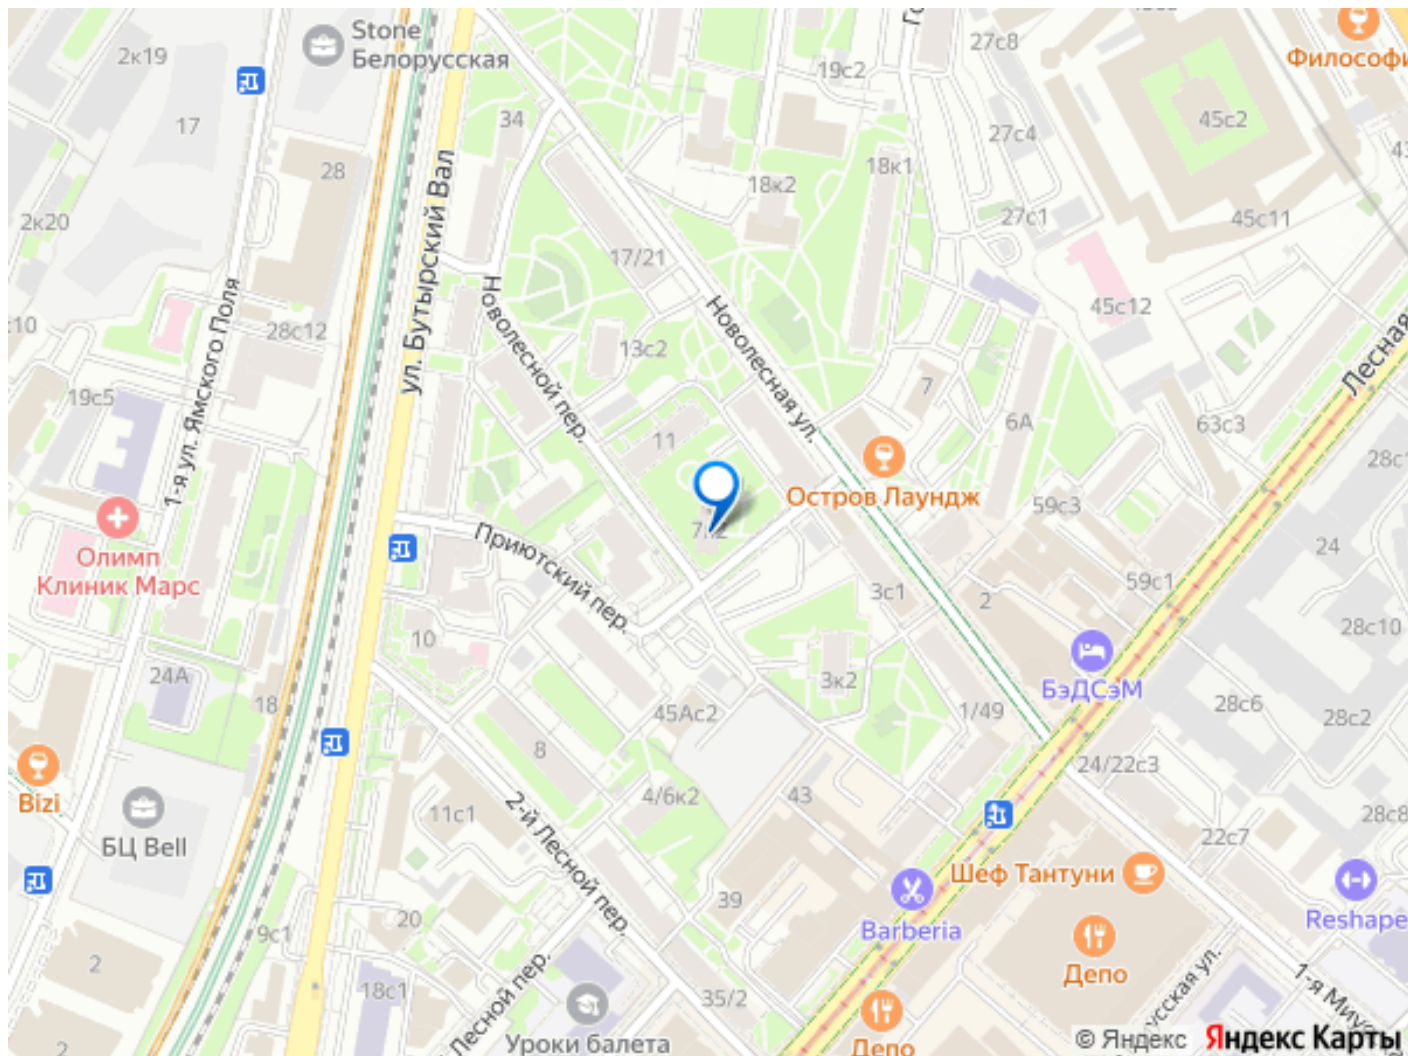 Stone
Белорусская
2к19
17
28
34
19с2
27с8
Философи
45с2
27с4
18к1
18к2
27с1
45с11
2к20
17/21
ул. Бутырский Вал
1-я ул. Ямского Поля
28с12
Новолесной пер.
13с2
Новолесная ул.
45с12
Лесная
19с5
11
7
6А
63с3
Остров Лаундж
59с3
24
Олимп
Клиник Марс
Приютский пер.
3с1
2
59с1
28с10
10
24А
18
3к2
БэДСэМ
45Ас2
1/49
28с6
28с2
8
Bizi
24/22с3
БЦ Bell
11с1
2-й Лесной пер.
4/6к2
43
22с7
28с8
Шеф Тантуни
39
Barberia
Reshape
20
9с1
2
Депо
18с1
Лесной пер.
35/2
1-я Миус
усская ул.
Уроки балета
Депо
2
© Яндекс Яндекс Карты